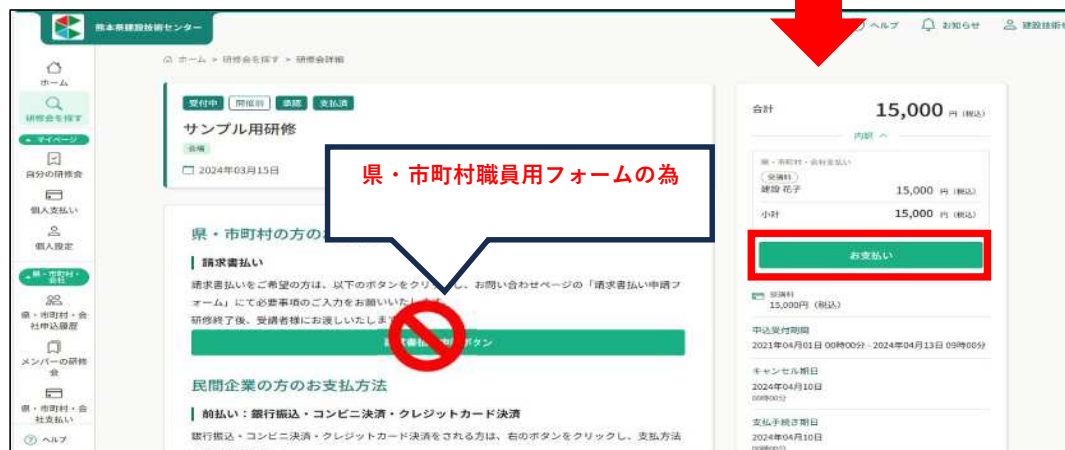 熊本県建設技術センター
ヘルプ
お知らせ
建設技術セ
ホーム > 研修会を探す > 研修会詳細
ホーム
研修会を探す
マイページ
自分の研修会
個人支払い
個人設定
県・市町村・
会社
県・市町村・会
社申込履歴
メンバーの研修
会
県・市町村・会
社支払い
ヘルプ
受付中 開催前 承認 支払済
サンプル用研修
会場
2024年03月15日
県・市町村職員用フォームの為
県・市町村の方のお
請求書払い
請求書払いをご希望の方は、以下のボタンをクリックし、お問い合わせページの「請求書払い申請フ
ォーム」にて必要事項のご入力をお願いいたします。
研修終了後、受講者様にお渡しいたしま
ボタン
民間企業の方のお支払方法
前払い：銀行振込・コンビニ決済・クレジットカード決済
銀行振込・コンビニ決済・クレジットカード決済をされる方は、右のボタンをクリックし、支払方法
合計 15,000 円 (税込)
内訳
県・市町村・会社支払い
受講料
建設 花子 15,000 円 (税込)
小計 15,000 円 (税込)
お支払い
受講料
15,000円 (税込)
申込受付期間
2021年04月01日 00時00分 - 2024年04月13日 09時00分
キャンセル期日
2024年04月10日
00時00分
支払手続き期日
2024年04月10日
00時00分